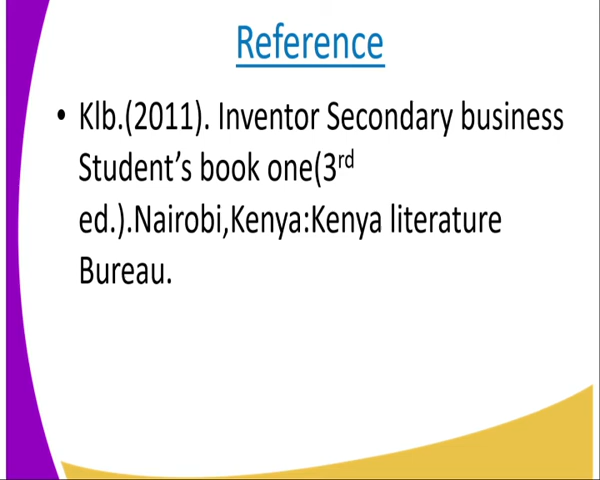 Reference
• Klb.(2011). Inventor Secondary business
Student’s book one(3rd
ed.).Nairobi,Kenya:Kenya literature
Bureau.